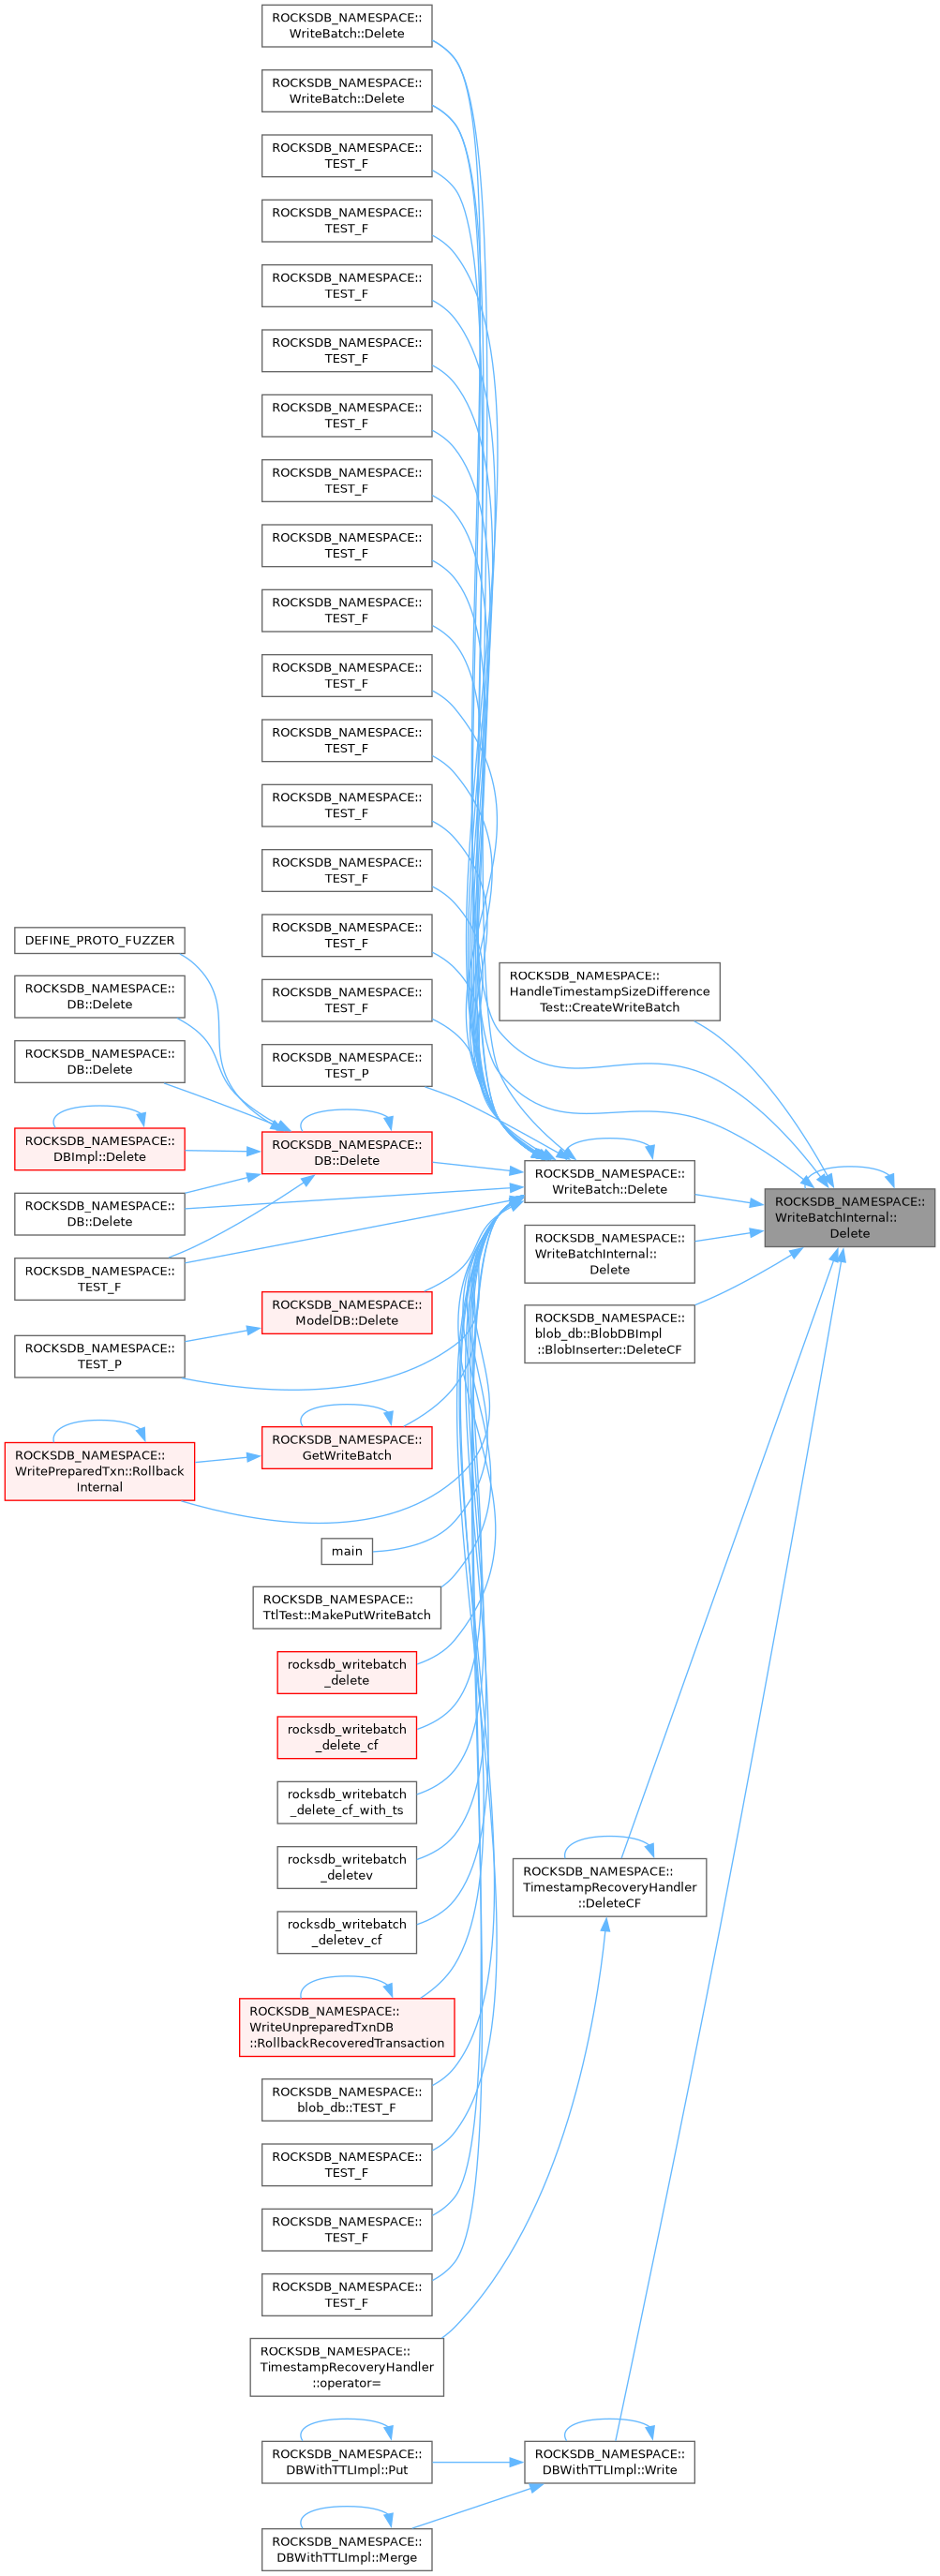 ROCKSDB_NAMESPACE::
WriteBatch::Delete
ROCKSDB_NAMESPACE::
WriteBatch::Delete
ROCKSDB_NAMESPACE::
TEST_F
ROCKSDB_NAMESPACE::
TEST_F
ROCKSDB_NAMESPACE::
TEST_F
ROCKSDB_NAMESPACE::
TEST_F
ROCKSDB_NAMESPACE::
TEST_F
ROCKSDB_NAMESPACE::
TEST_F
ROCKSDB_NAMESPACE::
TEST_F
ROCKSDB_NAMESPACE::
TEST_F
ROCKSDB_NAMESPACE::
TEST_F
ROCKSDB_NAMESPACE::
TEST_F
ROCKSDB_NAMESPACE::
TEST_F
ROCKSDB_NAMESPACE::
TEST_F
ROCKSDB_NAMESPACE::
TEST_F
ROCKSDB_NAMESPACE::
TEST_F
ROCKSDB_NAMESPACE::
TEST_P
DEFINE_PROTO_FUZZER
ROCKSDB_NAMESPACE::
DB::Delete
ROCKSDB_NAMESPACE::
DB::Delete
ROCKSDB_NAMESPACE::
DBImpl::Delete
ROCKSDB_NAMESPACE::
DB::Delete
ROCKSDB_NAMESPACE::
TEST_F
ROCKSDB_NAMESPACE::
TEST_P
ROCKSDB_NAMESPACE::
WritePreparedTxn::Rollback
Internal
ROCKSDB_NAMESPACE::
DB::Delete
ROCKSDB_NAMESPACE::
ModelDB::Delete
ROCKSDB_NAMESPACE::
GetWriteBatch
main
ROCKSDB_NAMESPACE::
TtlTest::MakePutWriteBatch
rocksdb_writebatch
_delete
rocksdb_writebatch
_delete_cf
rocksdb_writebatch
_delete_cf_with_ts
rocksdb_writebatch
_deletev
rocksdb_writebatch
_deletev_cf
ROCKSDB_NAMESPACE::
WriteUnpreparedTxnDB
::RollbackRecoveredTransaction
ROCKSDB_NAMESPACE::
blob_db::TEST_F
ROCKSDB_NAMESPACE::
TEST_F
ROCKSDB_NAMESPACE::
TEST_F
ROCKSDB_NAMESPACE::
TEST_F
ROCKSDB_NAMESPACE::
TimestampRecoveryHandler
::operator=
ROCKSDB_NAMESPACE::
DBWithTTLImpl::Put
ROCKSDB_NAMESPACE::
DBWithTTLImpl::Merge
ROCKSDB_NAMESPACE::
HandleTimestampSizeDifference
Test::CreateWriteBatch
ROCKSDB_NAMESPACE::
WriteBatch::Delete
ROCKSDB_NAMESPACE::
WriteBatchInternal::
Delete
ROCKSDB_NAMESPACE::
blob_db::BlobDBImpl
::BlobInserter::DeleteCF
ROCKSDB_NAMESPACE::
TimestampRecoveryHandler
::DeleteCF
ROCKSDB_NAMESPACE::
DBWithTTLImpl::Write
ROCKSDB_NAMESPACE::
WriteBatchInternal::
Delete